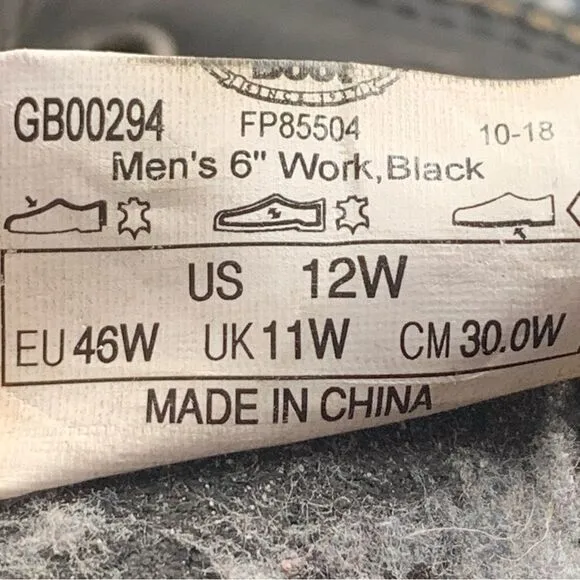 GB00294 FP85504 10-18
Men's 6" Work, Black
US 12W
EU 46W UK 11W CM 30.0W
MADE IN CHINA